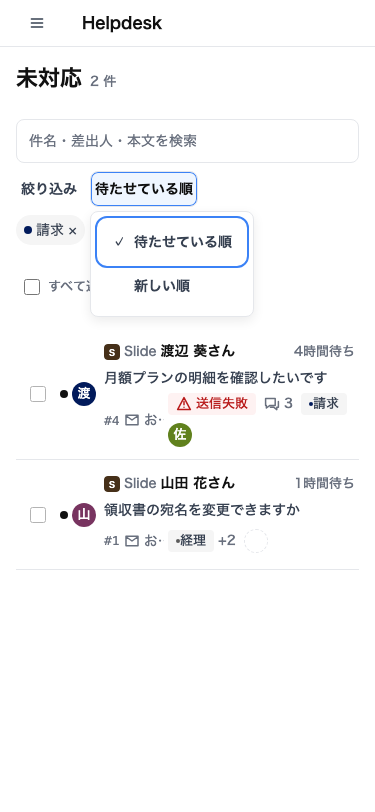 Helpdesk
未対応 2 件
件名・差出人・本文を検索
絞り込み 待たせている順
請求 ×
✓ 待たせている順
新しい順
すべて
S Slide 渡辺 葵さん 4時間待ち
渡
月額プランの明細を確認したいです
#4 お· 送信失敗 3 •請求
佐
S Slide 山田 花さん 1時間待ち
山
領収書の宛名を変更できますか
#1 お· •経理 +2